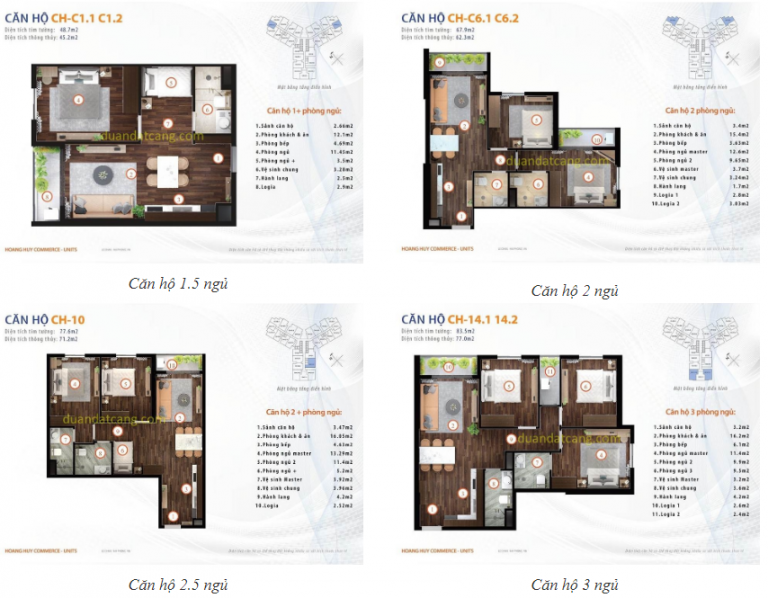 CĂN HỘ CH-C1.1 C1.2
Diện tích tim tường: 48.7m2
Diện tích thông thủy: 45.2m2
Mặt bằng tầng điển hình
Căn hộ 1+ phòng ngủ:
1.Sảnh căn hộ 2.66m2
2.Phòng khách & ăn 13.1m2
3.Phòng bếp 6.69m2
4.Phòng ngủ 11.45m2
5.Phòng ngủ + 3.5m2
6.Vệ sinh chung 3.20m2
7.Hành lang 2.5m2
8.Logia 2.9m2
duandatcang.com
HOANG HUY COMMERCE - UNITS
Căn hộ 1.5 ngủ
CĂN HỘ CH-C6.1 C6.2
Diện tích tim tường: 67.9m2
Diện tích thông thủy: 62.3m2
Mặt bằng tầng điển hình
Căn hộ 2 phòng ngủ:
1.Sảnh căn hộ 3.4m2
2.Phòng khách & ăn 15.4m2
3.Phòng bếp 5.63m2
4.Phòng ngủ master 12.6m2
5.Phòng ngủ 2 9.65m2
6.Vệ sinh master 3.7m2
7.Vệ sinh chung 3.24m2
8.Hành lang 1.7m2
9.Logia 1 2.8m2
10.Logia 2 3.83m2
duandatcang.com
HOANG HUY COMMERCE - UNITS
Căn hộ 2 ngủ
CĂN HỘ CH-10
Diện tích tim tường: 77.6m2
Diện tích thông thủy: 71.2m2
Mặt bằng tầng điển hình
Căn hộ 2 + phòng ngủ:
1.Sảnh căn hộ 3.47m2
2.Phòng khách & ăn 16.05m2
3.Phòng bếp 4.63m2
4.Phòng ngủ master 13.29m2
5.Phòng ngủ 2 11.4m2
6.Phòng ngủ + 5.3m2
7.Vệ sinh Master 3.92m2
8.Vệ sinh chung 3.96m2
9.Hành lang 4.2m2
10.Logia 2.52m2
duandatcang.com
HOANG HUY COMMERCE - UNITS
Căn hộ 2.5 ngủ
CĂN HỘ CH-14.1 14.2
Diện tích tim tường: 83.5m2
Diện tích thông thủy: 77.0m2
Mặt bằng tầng điển hình
Căn hộ 3 phòng ngủ:
1.Sảnh căn hộ 3.2m2
2.Phòng khách & ăn 16.2m2
3.Phòng bếp 6.1m2
4.Phòng ngủ master 11.4m2
5.Phòng ngủ 2 9.9m2
6.Phòng ngủ 3 9.5m2
7.Vệ sinh Master 3.2m2
8.Vệ sinh chung 3.6m2
9.Hành lang 4.3m2
10.Logia 1 2.6m2
11.Logia 2 2.4m2
duandatcang.com
HOANG HUY COMMERCE - UNITS
Căn hộ 3 ngủ